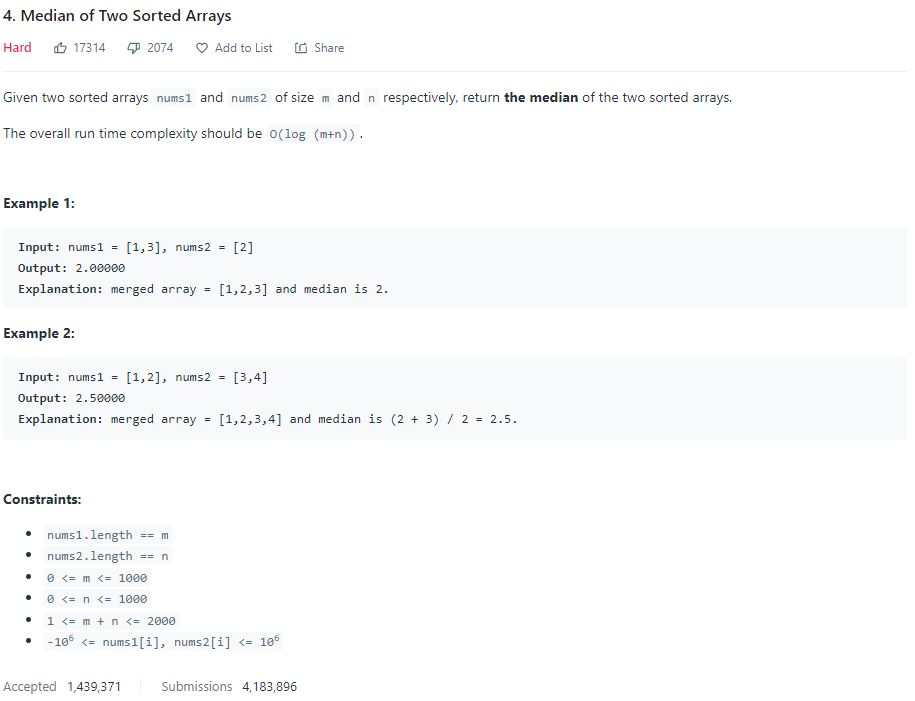 4. Median of Two Sorted Arrays
Hard 17314 2074 Add to List Share
Given two sorted arrays nums1 and nums2 of size m and n respectively, return the median of the two sorted arrays.
The overall run time complexity should be O(log (m+n)).
Example 1:
Input: nums1 = [1,3], nums2 = [2]
Output: 2.00000
Explanation: merged array = [1,2,3] and median is 2.
Example 2:
Input: nums1 = [1,2], nums2 = [3,4]
Output: 2.50000
Explanation: merged array = [1,2,3,4] and median is (2 + 3) / 2 = 2.5.
Constraints:
• nums1.length == m
• nums2.length == n
• 0 <= m <= 1000
• 0 <= n <= 1000
• 1 <= m + n <= 2000
• -10⁶ <= nums1[i], nums2[i] <= 10⁶
Accepted 1,439,371 Submissions 4,183,896